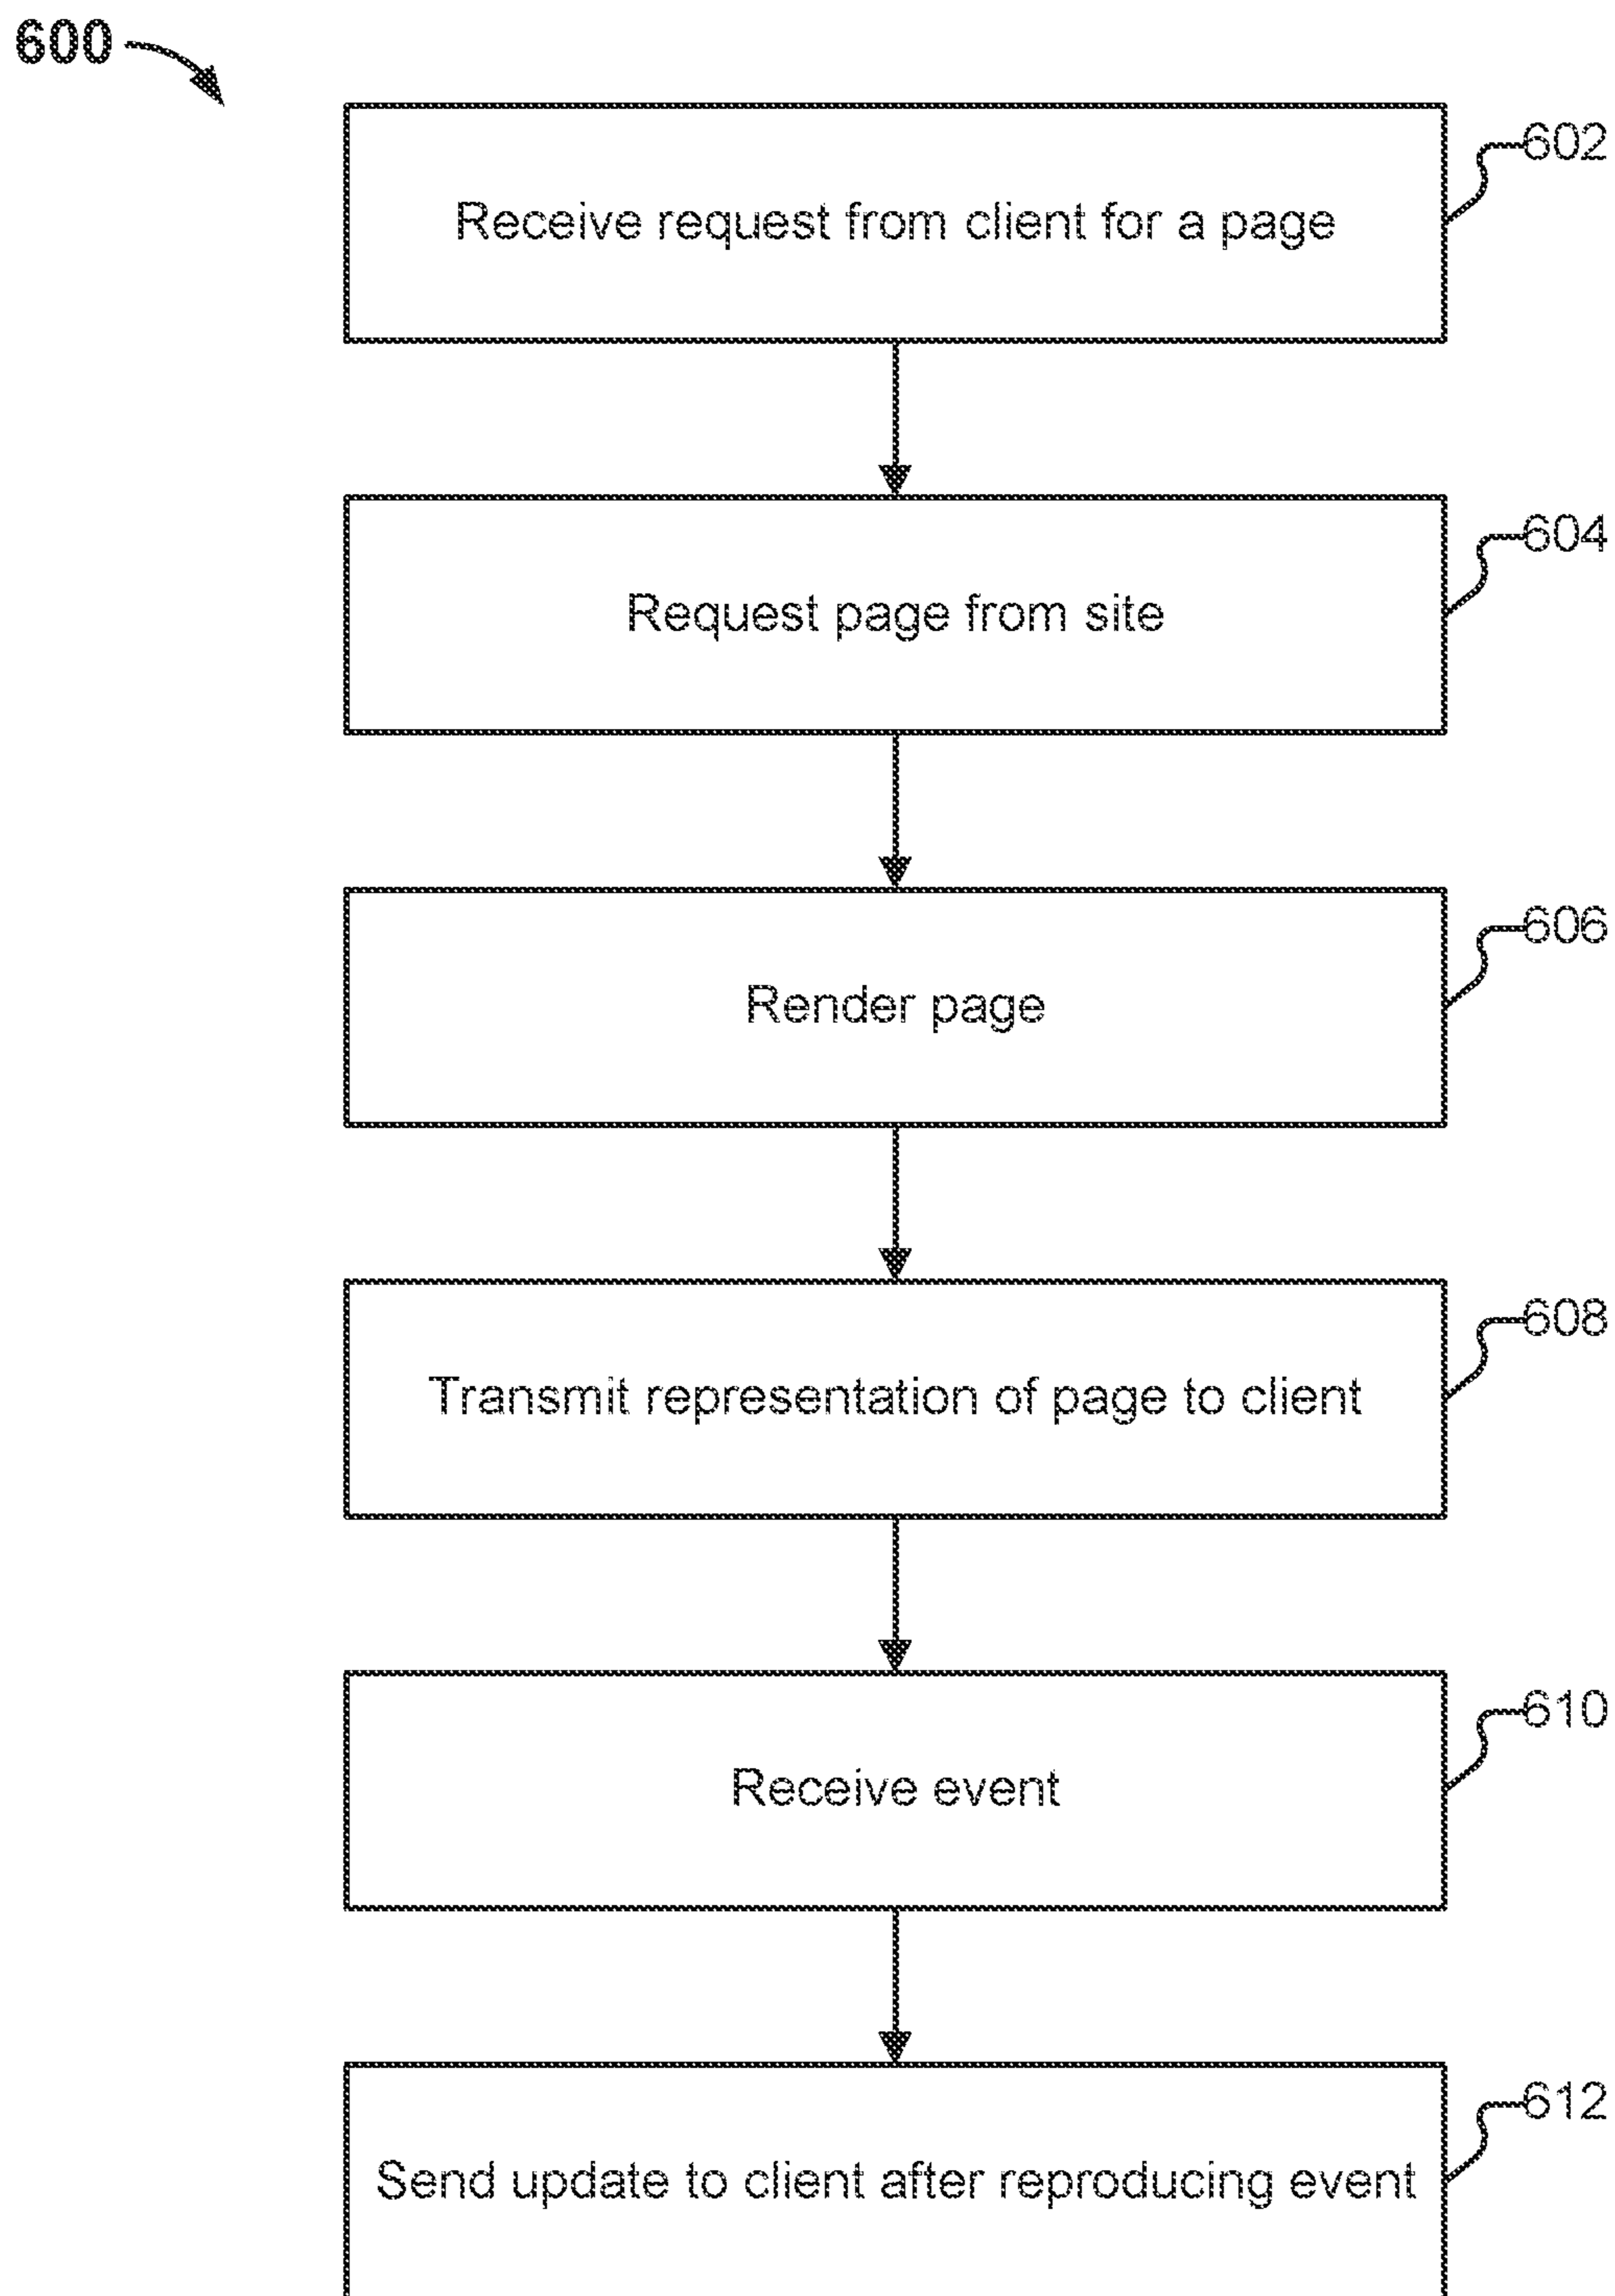 600
602
Receive request from client for a page
604
Request page from site
606
Render page
608
Transmit representation of page to client
610
Receive event
612
Send update to client after reproducing event